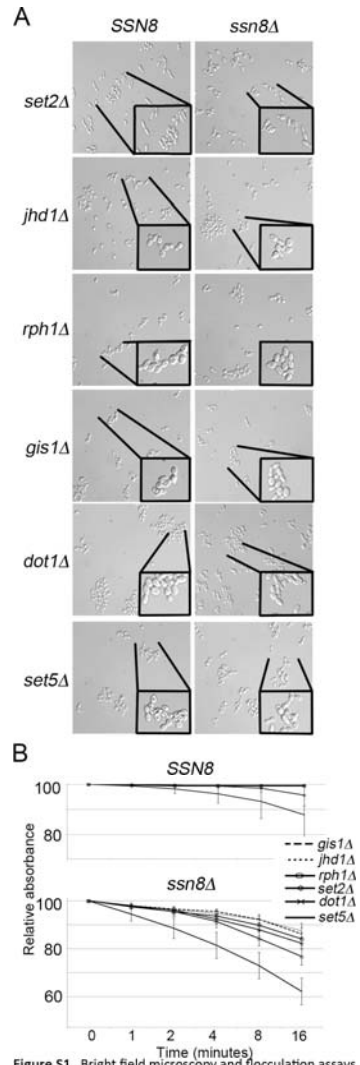 A
SSN8 ssn8Δ
set2Δ
jhd1Δ
rph1Δ
gis1Δ
dot1Δ
set5Δ
B
SSN8
100
80
gis1Δ
jhd1Δ
rph1Δ
set2Δ
dot1Δ
set5Δ
ssn8Δ
100
80
60
Relative absorbance
0 1 2 4 8 16
Time (minutes)
Figure S1. Bright field microscopy and flocculation assays